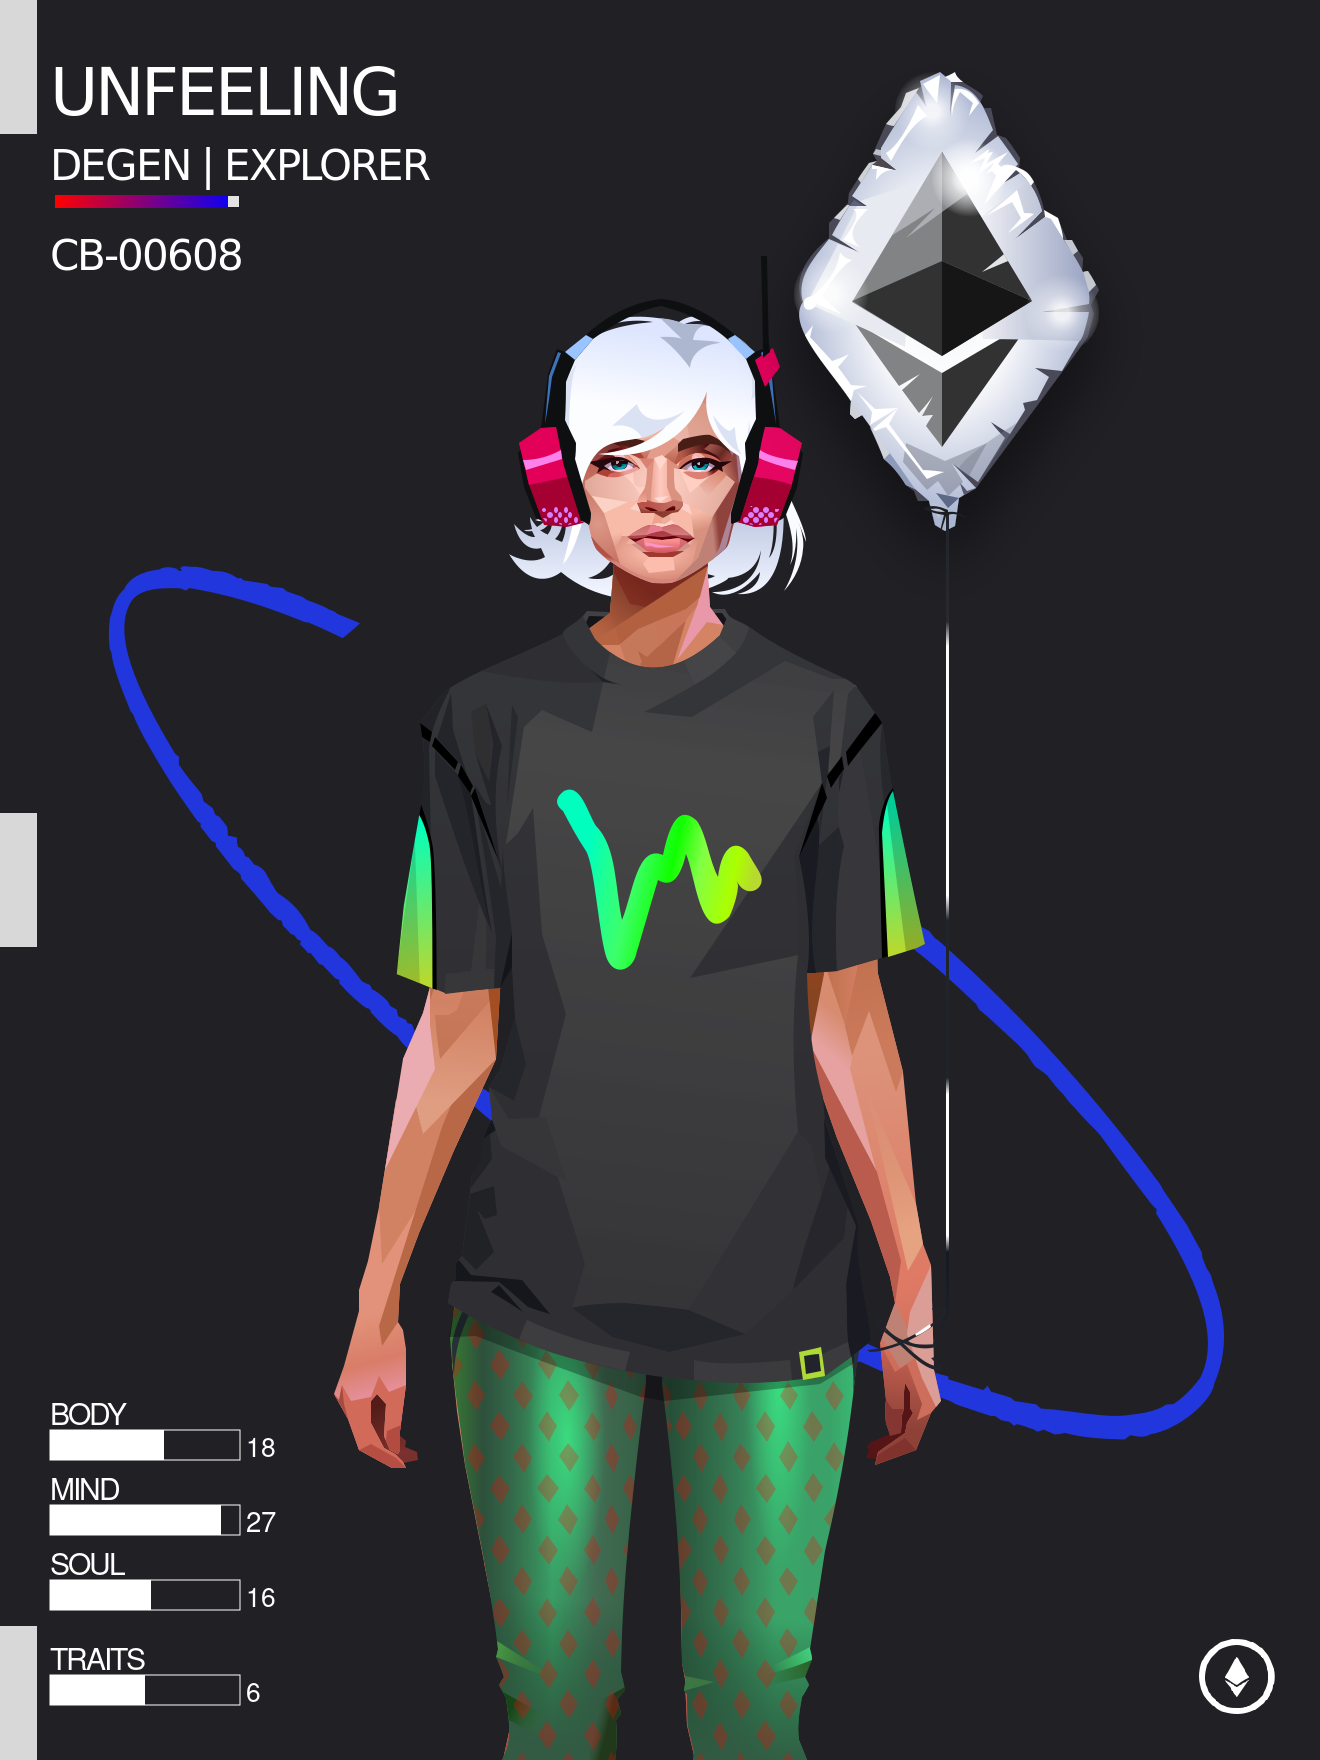 UNFEELING
DEGEN | EXPLORER
CB-00608
BODY
18
MIND
27
SOUL
16
TRAITS
6